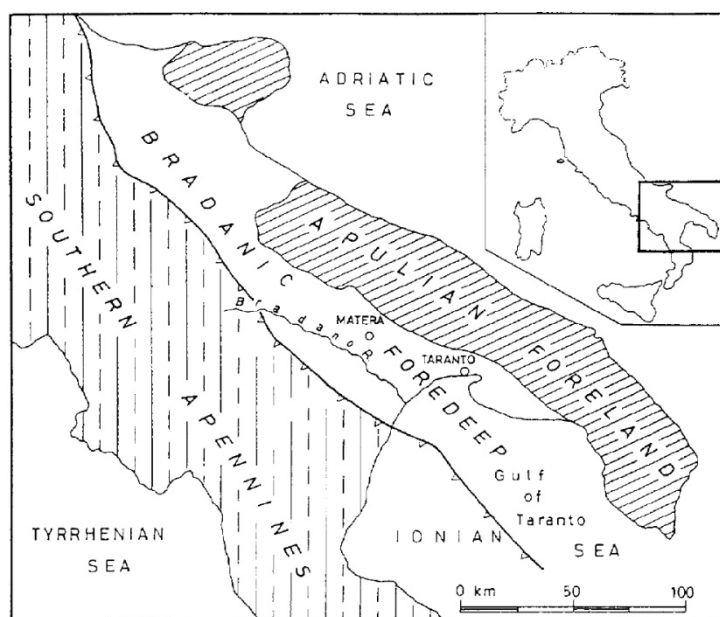 ADRIATIC
SEA
BRADANIC
FOREDEEP
SOUTHERN
APENNINES
APULIAN
FORELAND
Bradano R.
MATERA
TARANTO
Gulf
of
Taranto
TYRRHENIAN
SEA
IONIAN
SEA
0 km 50 100